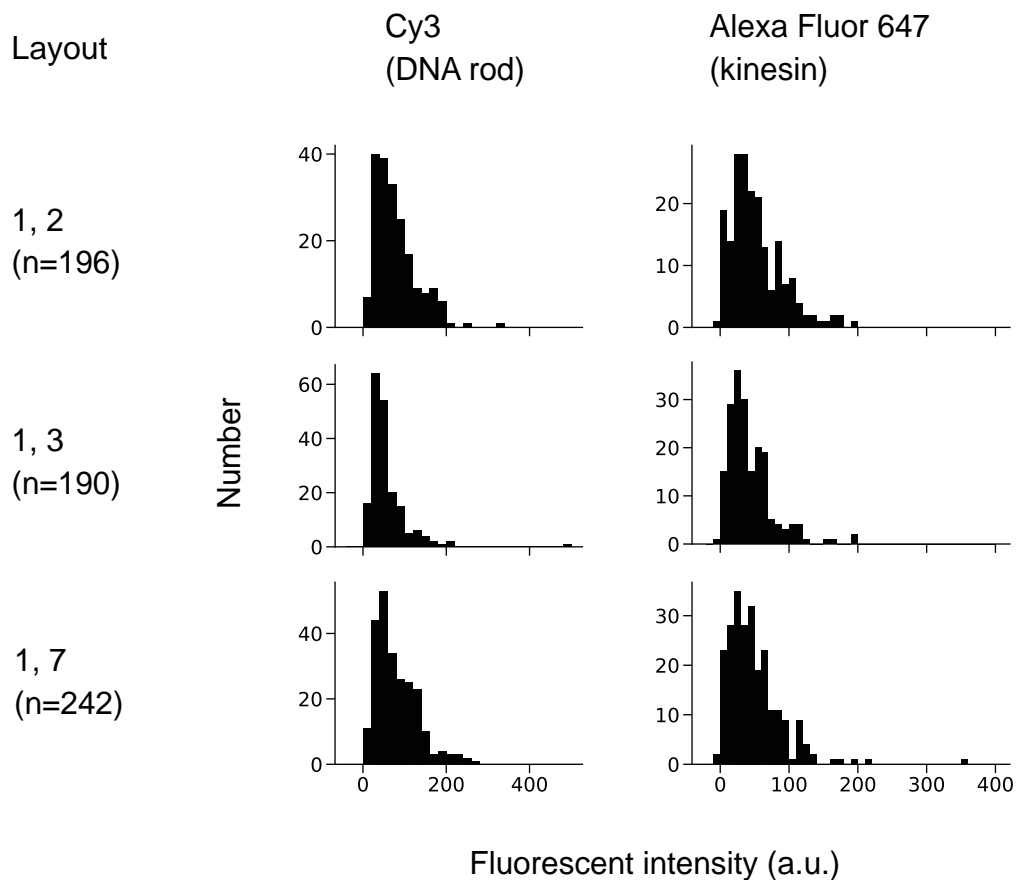 Layout
Cy3
(DNA rod)
Alexa Fluor 647
(kinesin)
1, 2
(n=196)
40
20
0
20
10
0
1, 3
(n=190)
Number
60
40
20
0
30
20
10
0
1, 7
(n=242)
40
20
0
0 200 400
30
20
10
0
0 100 200 300 400
Fluorescent intensity (a.u.)